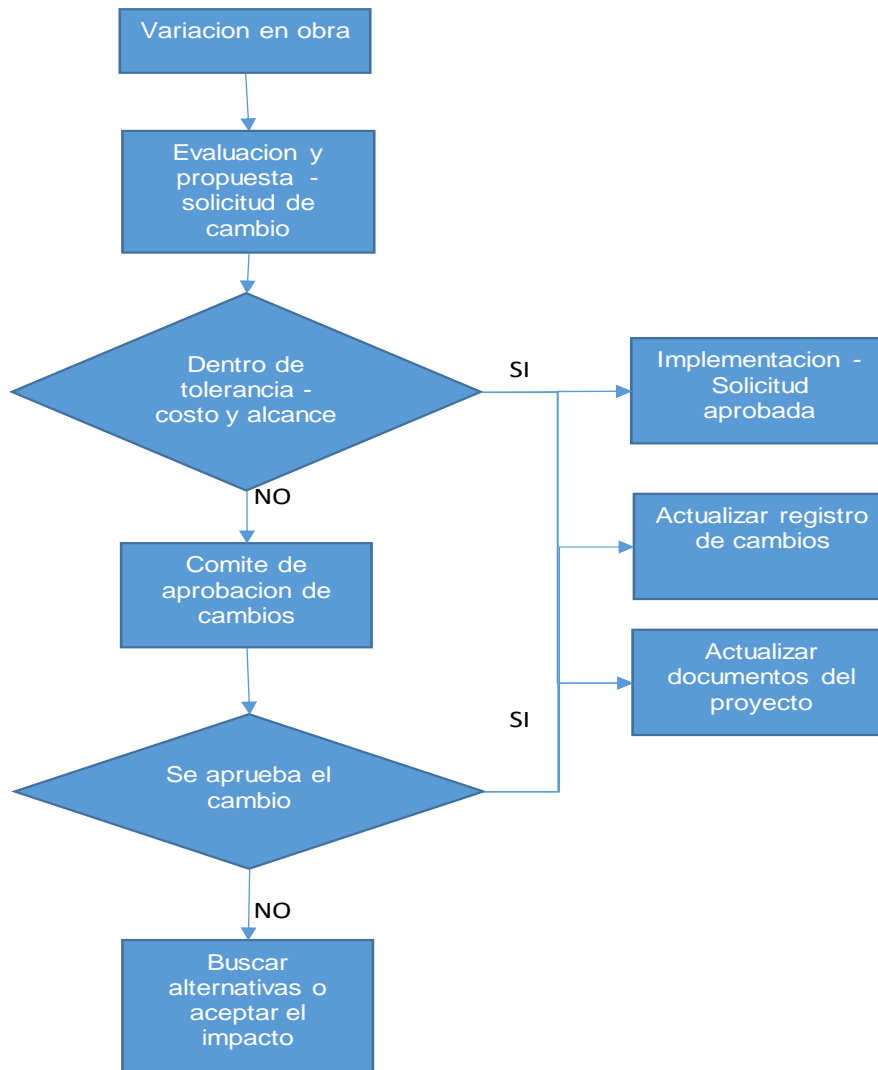 Variacion en obra
Evaluacion y
propuesta -
solicitud de
cambio
Dentro de
tolerancia -
costo y alcance
SI
Implementacion -
Solicitud
aprobada
Actualizar registro
de cambios
Actualizar
documentos del
proyecto
NO
Comite de
aprobacion de
cambios
SI
Se aprueba el
cambio
NO
Buscar
alternativas o
aceptar el
impacto